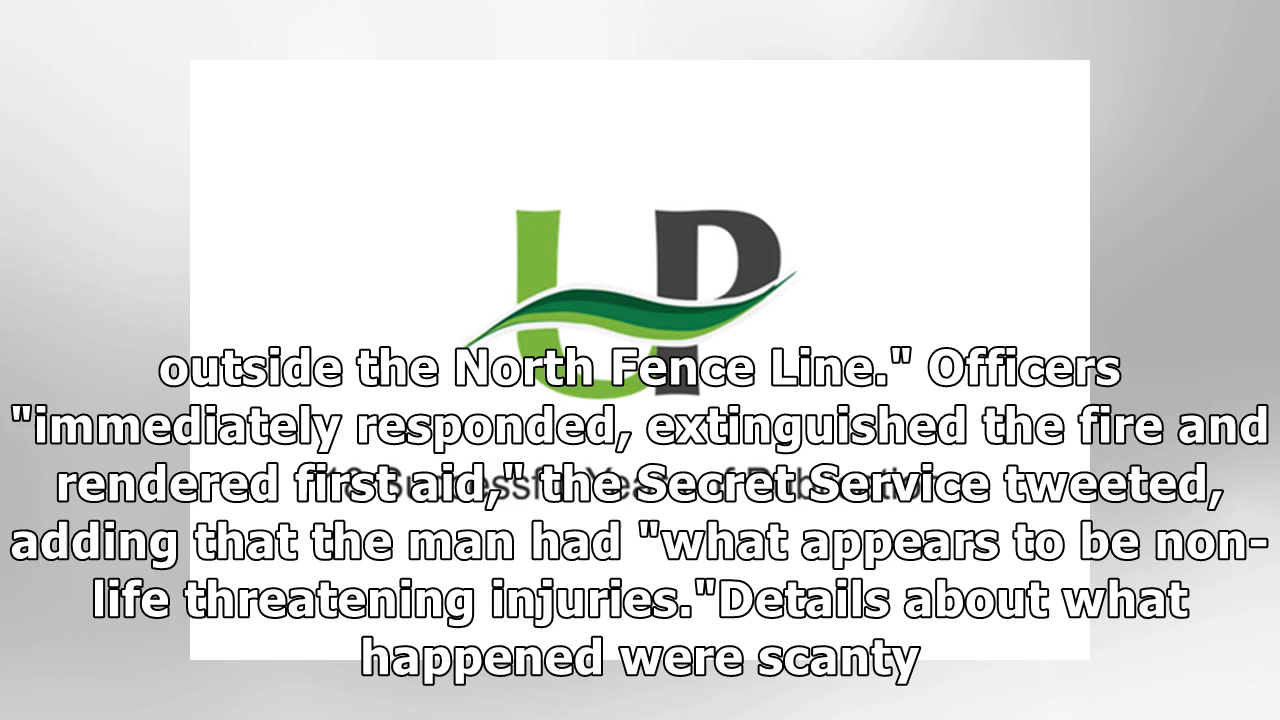 UP
outside the North Fence Line." Officers
"immediately responded, extinguished the fire and
rendered first aid," the Secret Service tweeted,
adding that the man had "what appears to be non-
life threatening injuries."Details about what
happened were scanty